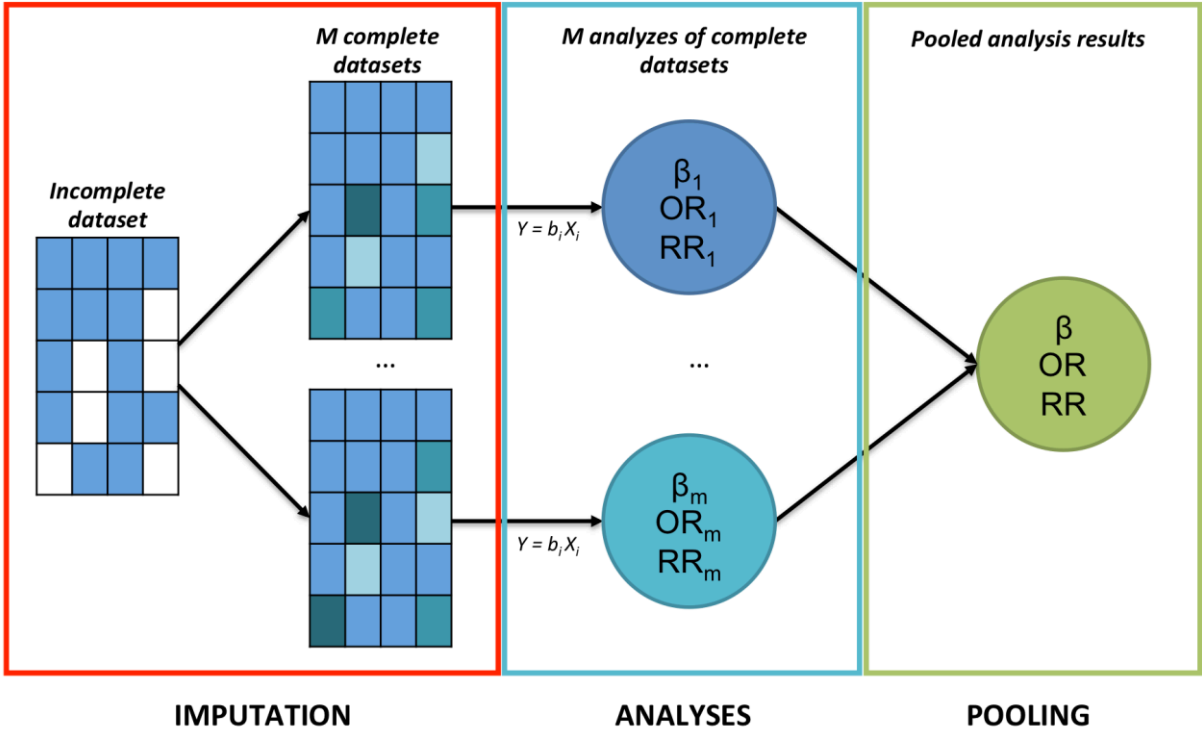 M complete
datasets
M analyzes of complete
datasets
Pooled analysis results
Incomplete
dataset
Y = bᵢXᵢ
β₁
OR₁
RR₁
...
...
β
OR
RR
Y = bᵢXᵢ
βₘ
ORₘ
RRₘ
IMPUTATION
ANALYSES
POOLING